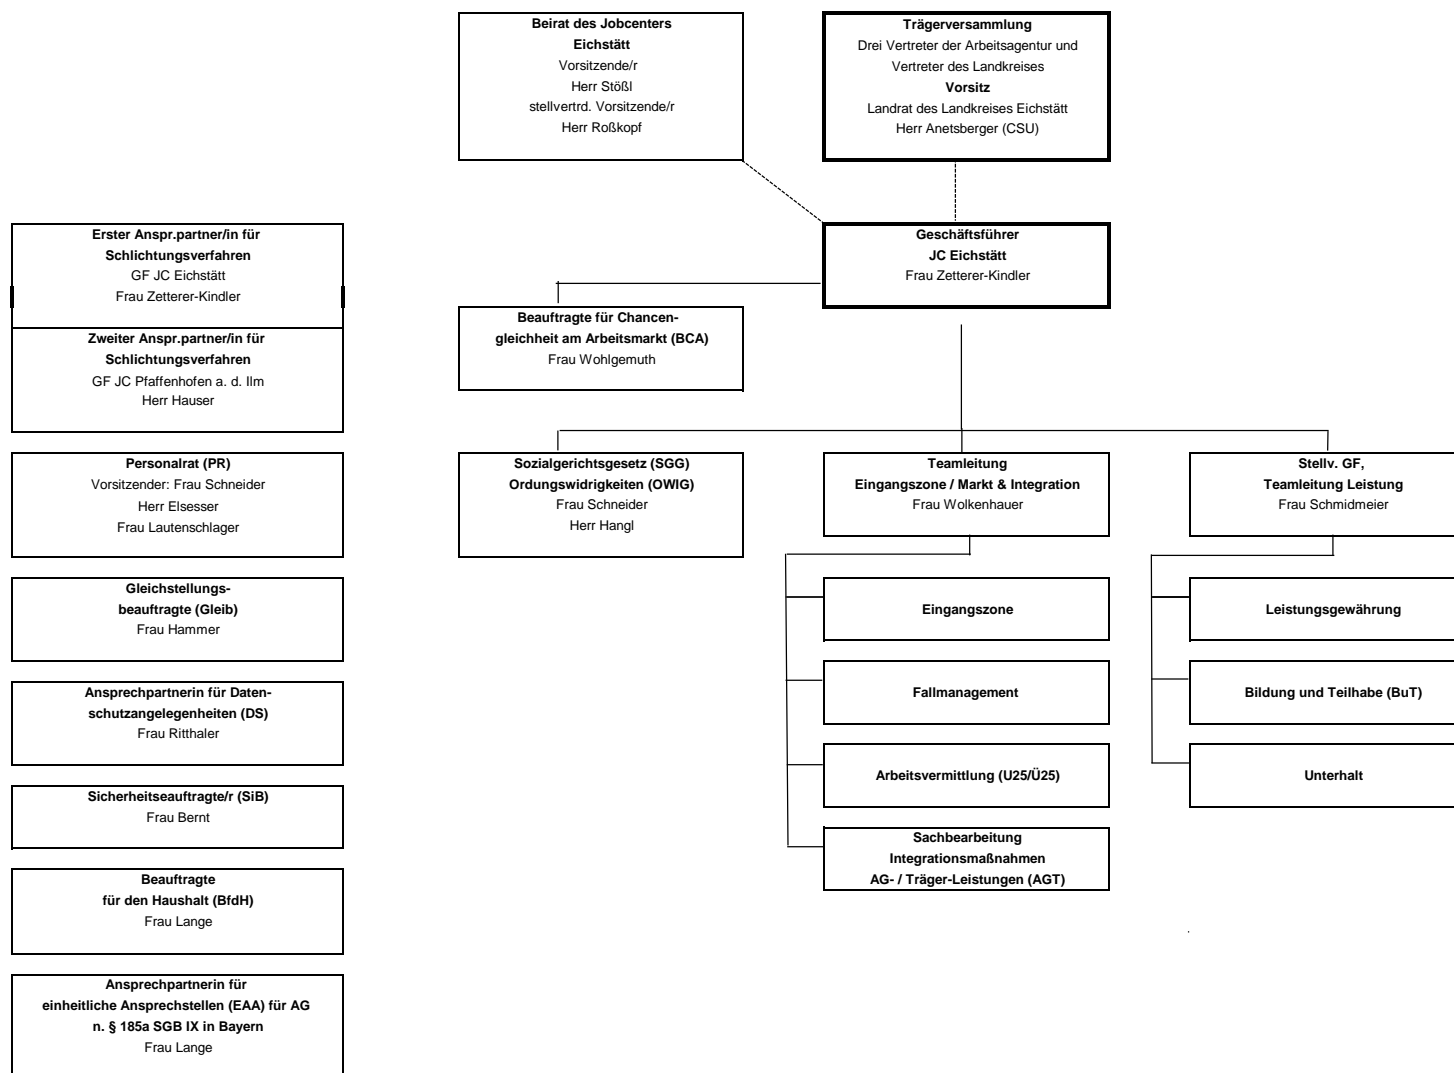 Beirat des Jobcenters
Eichstätt
Vorsitzende/r
Herr Stößl
stellvertrd. Vorsitzende/r
Herr Roßkopf
Trägerversammlung
Drei Vertreter der Arbeitsagentur und
Vertreter des Landkreises
Vorsitz
Landrat des Landkreises Eichstätt
Herr Anetsberger (CSU)
Geschäftsführer
JC Eichstätt
Frau Zetterer-Kindler
Beauftragte für Chancen-
gleichheit am Arbeitsmarkt (BCA)
Frau Wohlgemuth
Erster Anspr.partner/in für
Schlichtungsverfahren
GF JC Eichstätt
Frau Zetterer-Kindler
Zweiter Anspr.partner/in für
Schlichtungsverfahren
GF JC Pfaffenhofen a. d. Ilm
Herr Hauser
Personalrat (PR)
Vorsitzender: Frau Schneider
Herr Elsesser
Frau Lautenschlager
Gleichstellungs-
beauftragte (Gleib)
Frau Hammer
Ansprechpartnerin für Daten-
schutzangelegenheiten (DS)
Frau Ritthaler
Sicherheitseauftragte/r (SiB)
Frau Bernt
Beauftragte
für den Haushalt (BfdH)
Frau Lange
Ansprechpartnerin für
einheitliche Ansprechstellen (EAA) für AG
n. § 185a SGB IX in Bayern
Frau Lange
Sozialgerichtsgesetz (SGG)
Ordungswidrigkeiten (OWIG)
Frau Schneider
Herr Hangl
Teamleitung
Eingangszone / Markt & Integration
Frau Wolkenhauer
Eingangszone
Fallmanagement
Arbeitsvermittlung (U25/Ü25)
Sachbearbeitung
Integrationsmaßnahmen
AG- / Träger-Leistungen (AGT)
Stellv. GF,
Teamleitung Leistung
Frau Schmidmeier
Leistungsgewährung
Bildung und Teilhabe (BuT)
Unterhalt